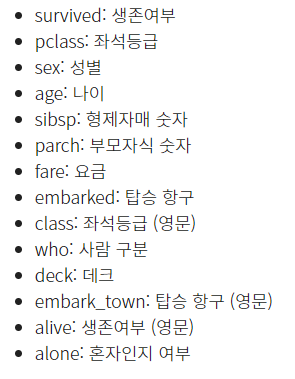 survived: 생존여부
pclass: 좌석등급
sex: 성별
age: 나이
sibsp: 형제자매 숫자
parch: 부모자식 숫자
fare: 요금
embarked: 탑승 항구
class: 좌석등급 (영문)
who: 사람 구분
deck: 데크
embark_town: 탑승 항구 (영문)
alive: 생존여부 (영문)
alone: 혼자인지 여부